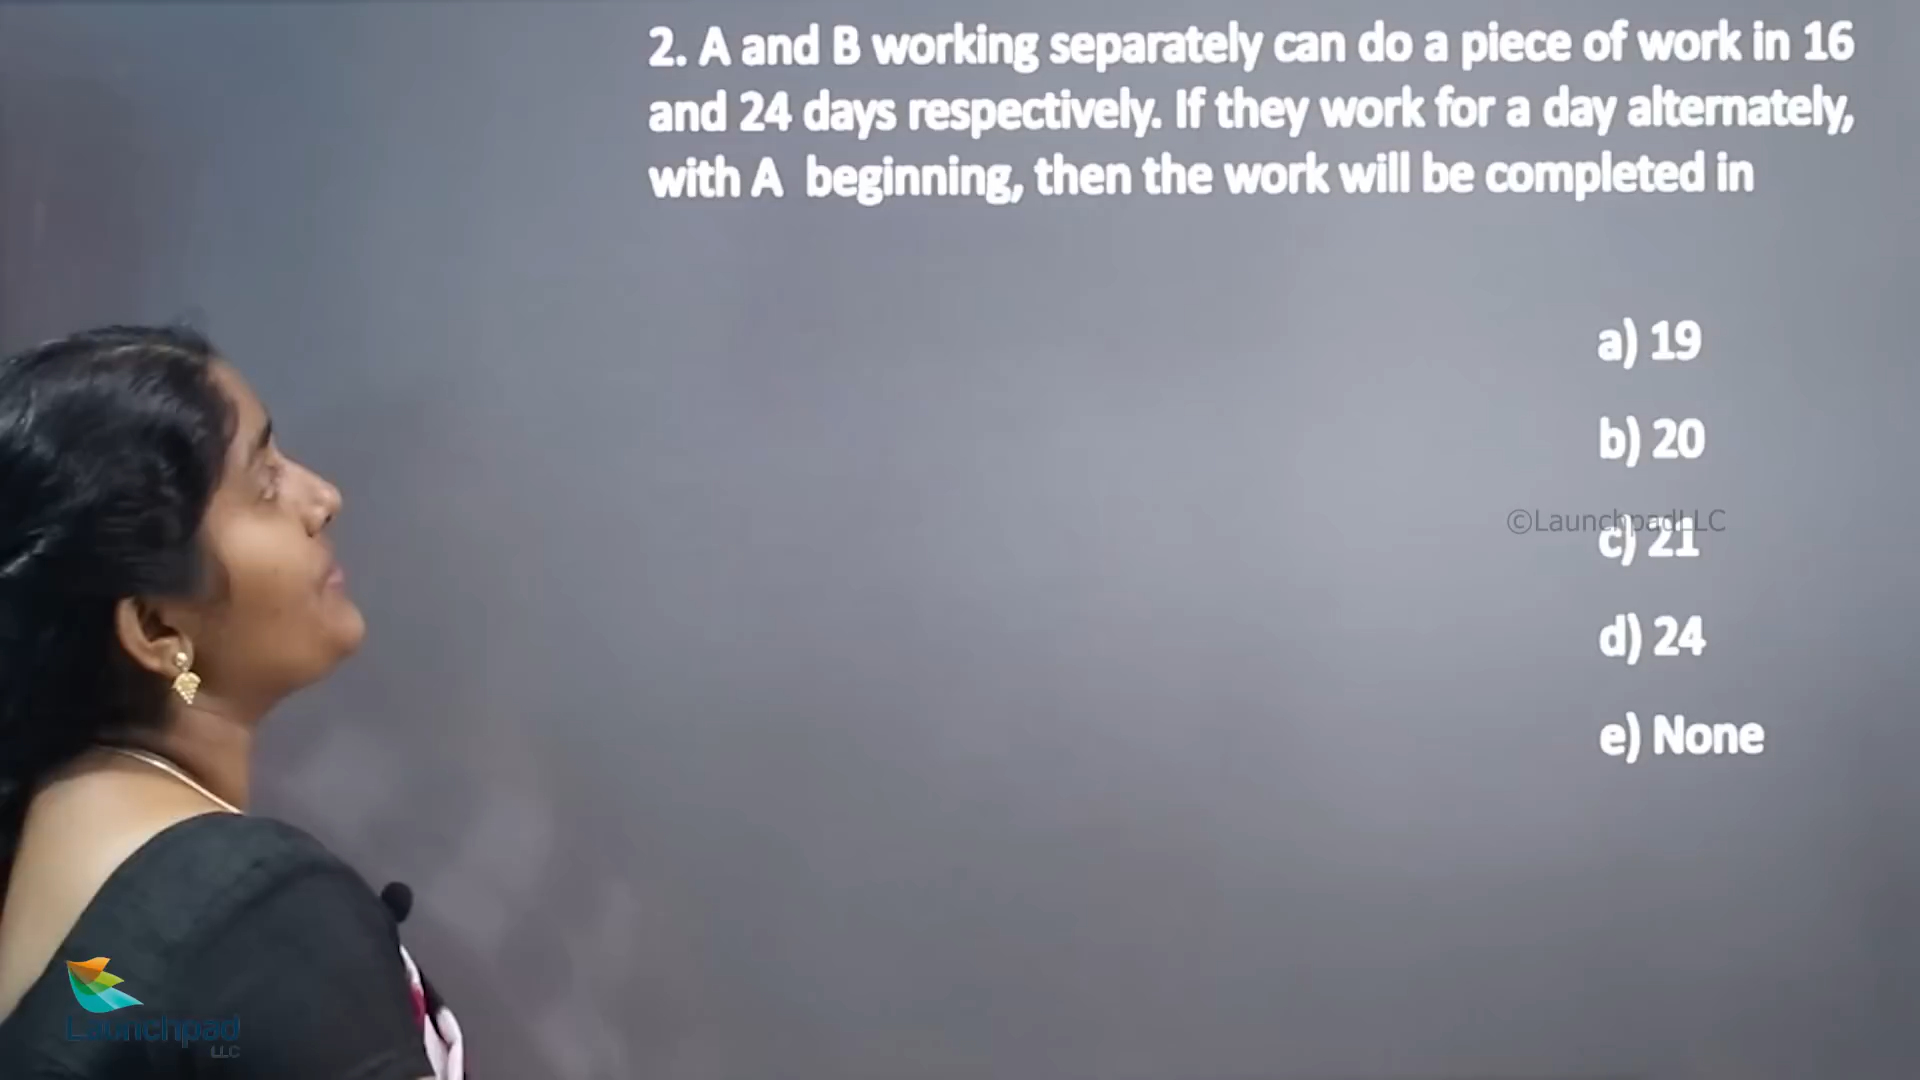 2. A and B working separately can do a piece of work in 16
and 24 days respectively. If they work for a day alternately,
with A beginning, then the work will be completed in
a) 19
b) 20
©LaunchpadLLC
c) 21
d) 24
e) None
Launchpad
LLC